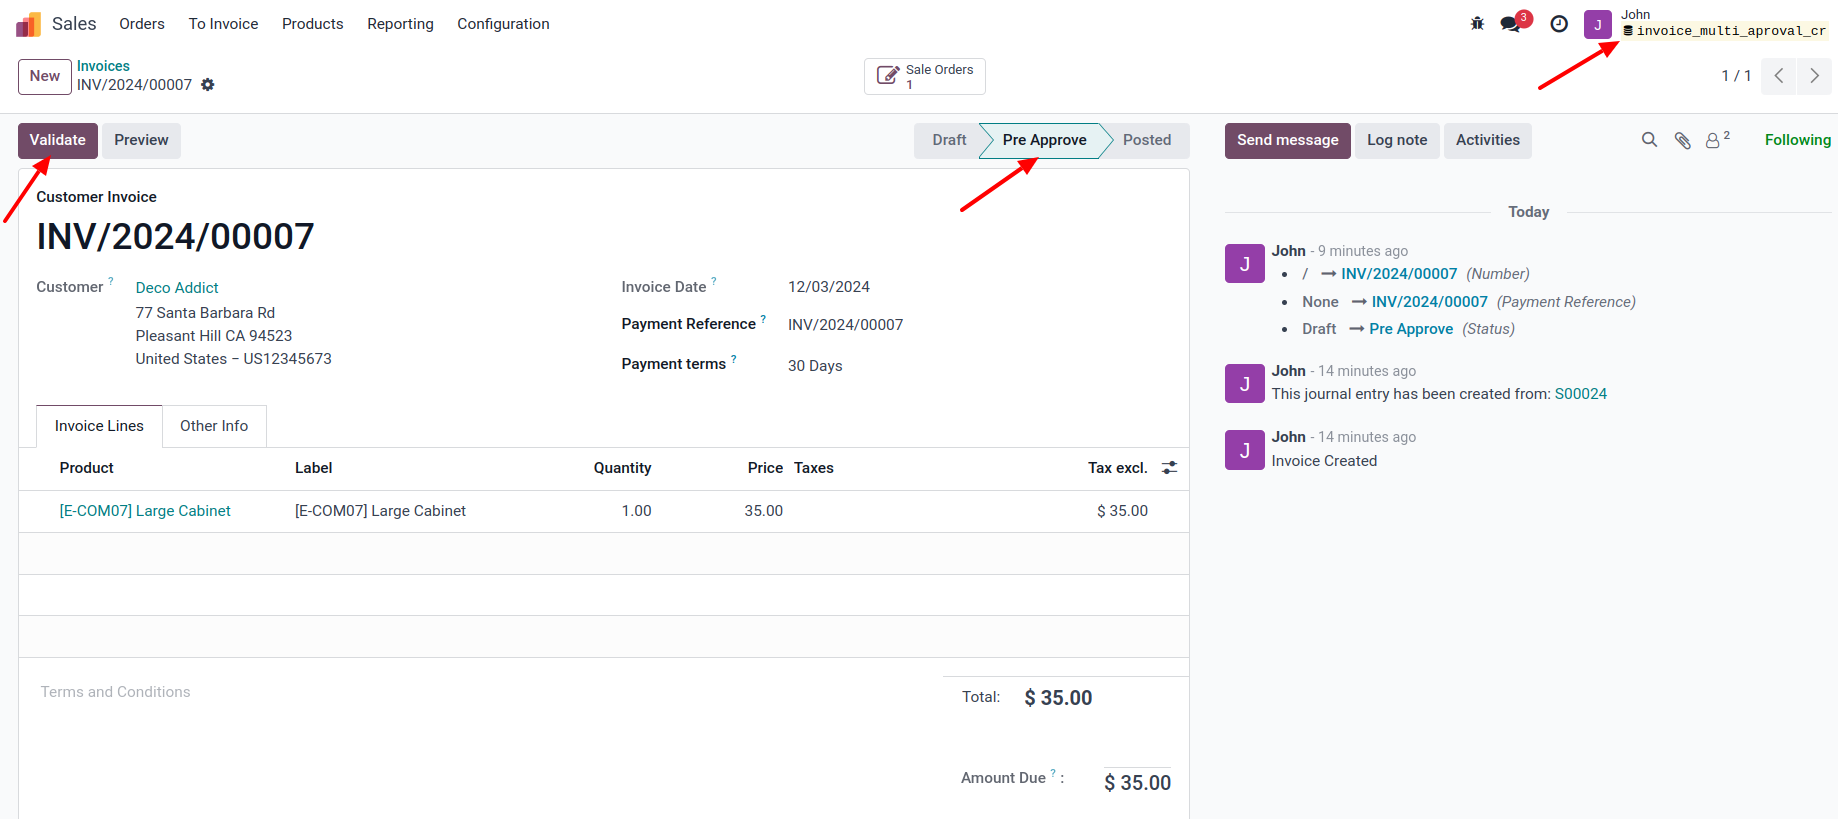 Sales Orders To Invoice Products Reporting Configuration 3 J John
invoice_multi_aproval_cr
New Invoices
INV/2024/00007
Sale Orders
1
1 / 1
Validate Preview Draft Pre Approve Posted Send message Log note Activities 2 Following
Customer Invoice
INV/2024/00007
Customer ? Deco Addict
77 Santa Barbara Rd
Pleasant Hill CA 94523
United States – US12345673
Invoice Date ? 12/03/2024
Payment Reference ? INV/2024/00007
Payment terms ? 30 Days
Invoice Lines Other Info
Product Label Quantity Price Taxes Tax excl.
[E-COM07] Large Cabinet [E-COM07] Large Cabinet 1.00 35.00 $ 35.00
Terms and Conditions
Total: $ 35.00
Amount Due ? : $ 35.00
Today
J John - 9 minutes ago
• / → INV/2024/00007 (Number)
• None → INV/2024/00007 (Payment Reference)
• Draft → Pre Approve (Status)
J John - 14 minutes ago
This journal entry has been created from: S00024
J John - 14 minutes ago
Invoice Created